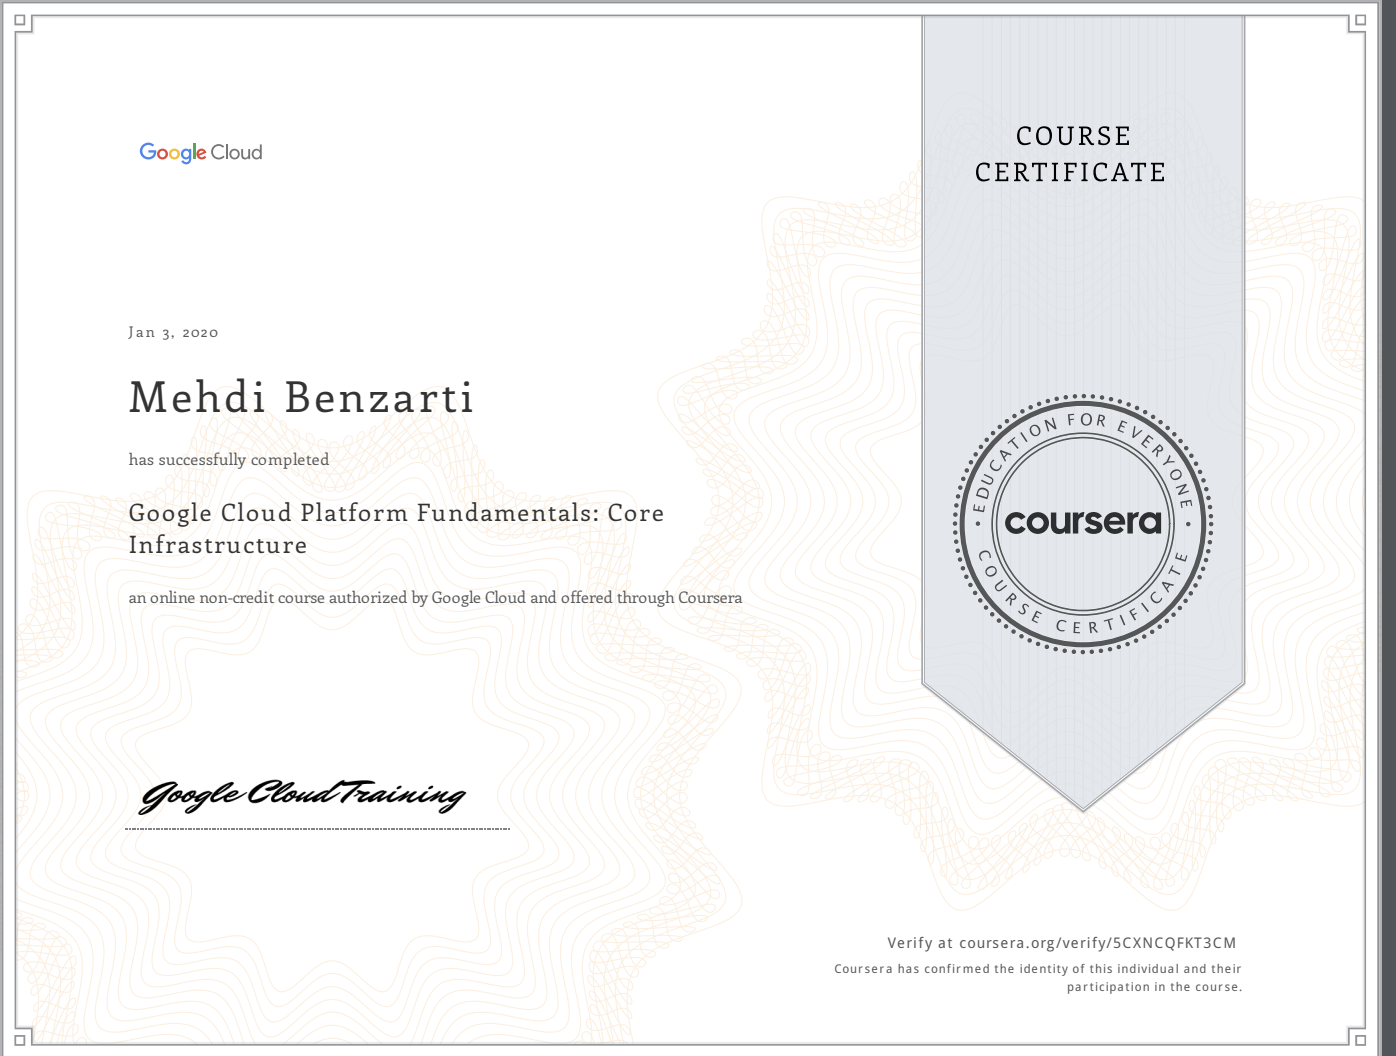 Google Cloud
COURSE
CERTIFICATE
Jan 3, 2020
Mehdi Benzarti
has successfully completed
Google Cloud Platform Fundamentals: Core
Infrastructure
an online non-credit course authorized by Google Cloud and offered through Coursera
EDUCATION FOR EVERYONE
coursera
COURSE CERTIFICATE
Google Cloud Training
Verify at coursera.org/verify/5CXNCQFKT3CM
Coursera has confirmed the identity of this individual and their
participation in the course.